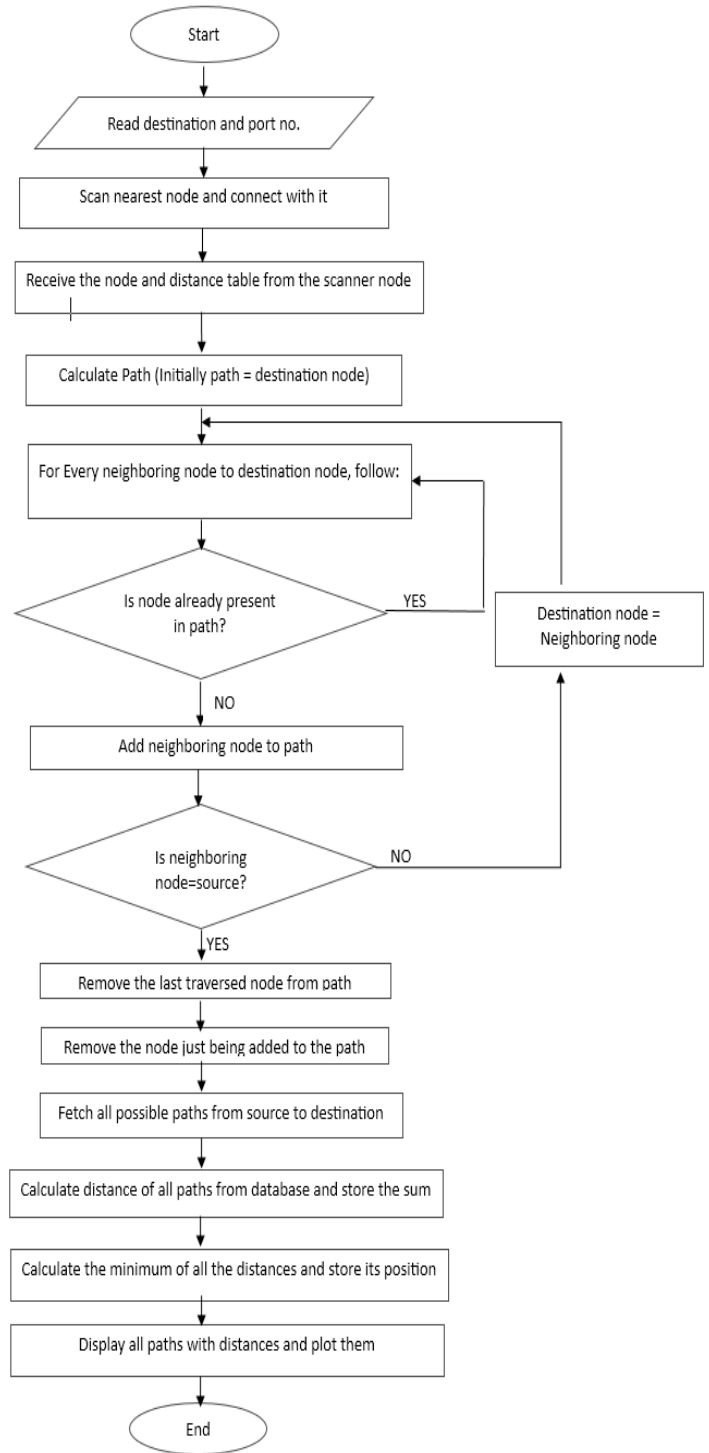 Start
Read destination and port no.
Scan nearest node and connect with it
Receive the node and distance table from the scanner node
Calculate Path (Initially path = destination node)
For Every neighboring node to destination node, follow:
Is node already present
in path?
YES
Destination node =
Neighboring node
NO
Add neighboring node to path
Is neighboring
node=source?
NO
YES
Remove the last traversed node from path
Remove the node just being added to the path
Fetch all possible paths from source to destination
Calculate distance of all paths from database and store the sum
Calculate the minimum of all the distances and store its position
Display all paths with distances and plot them
End